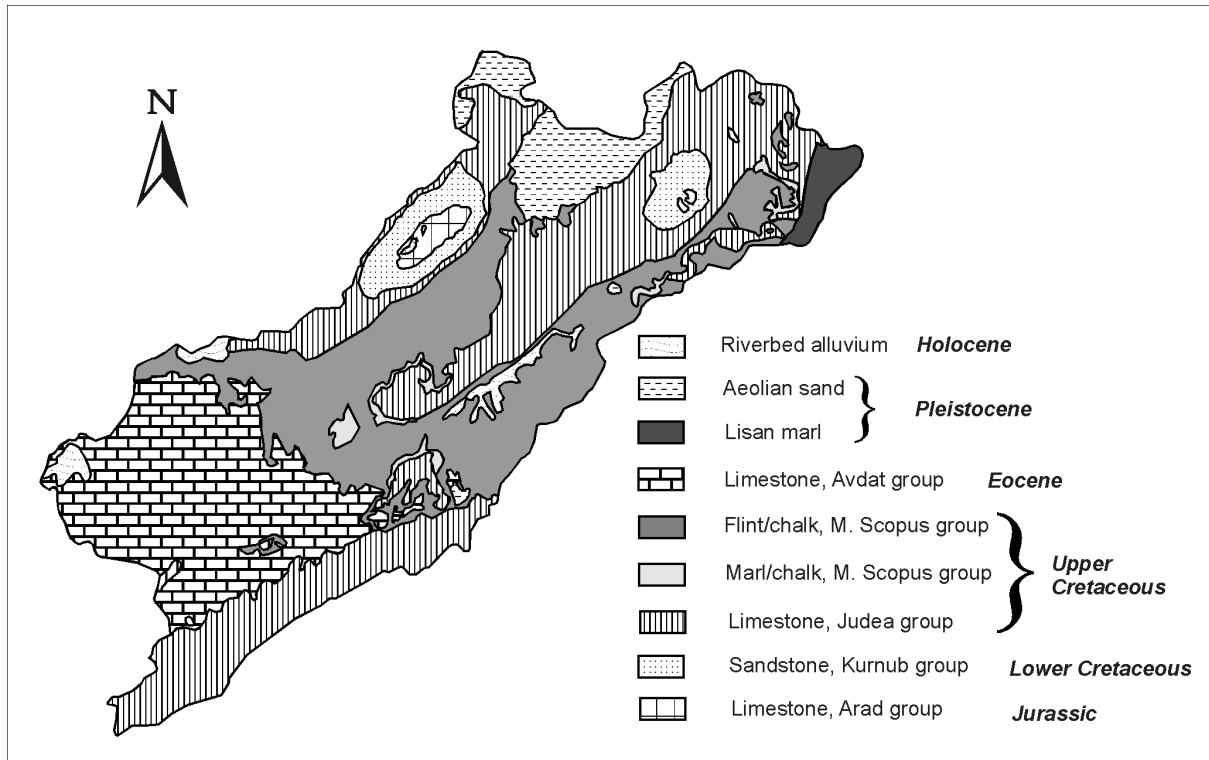 N
Riverbed alluvium Holocene
Aeolian sand
Pleistocene
Lisan marl
Limestone, Avdat group Eocene
Flint/chalk, M. Scopus group
Marl/chalk, M. Scopus group
Upper
Cretaceous
Limestone, Judea group
Sandstone, Kurnub group Lower Cretaceous
Limestone, Arad group Jurassic